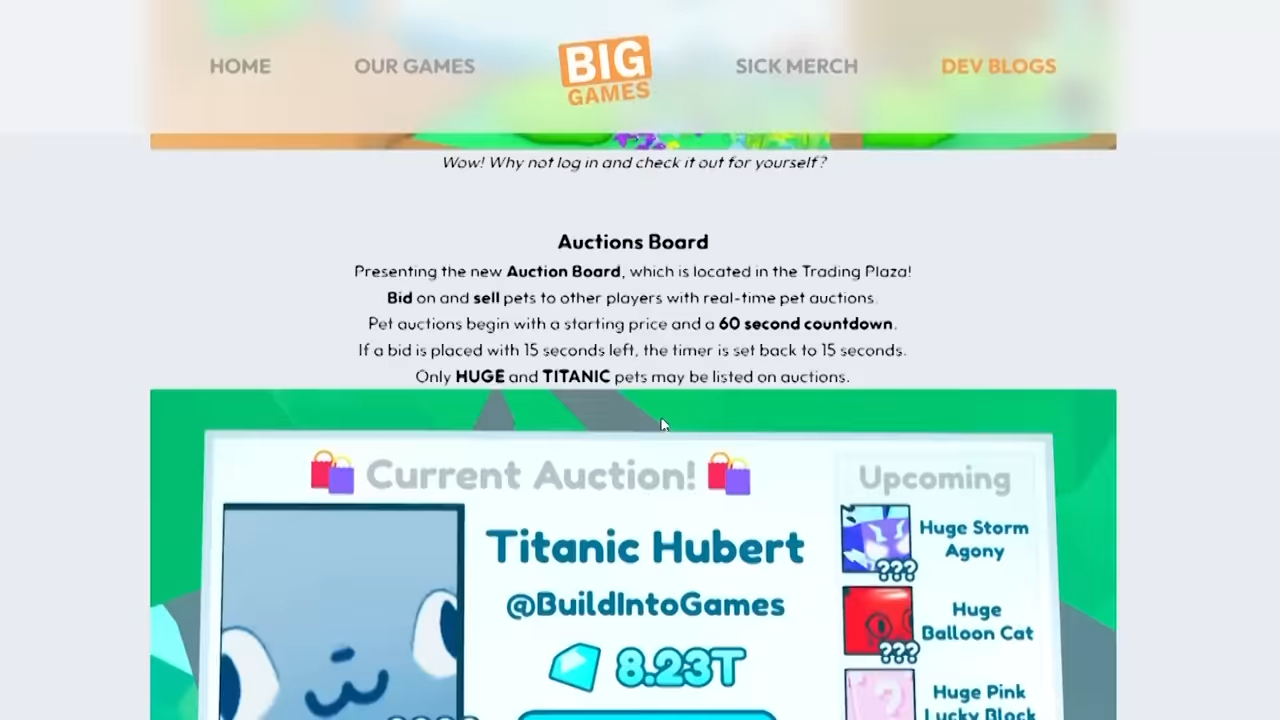 HOME
OUR GAMES
BIG
GAMES
SICK MERCH
DEV BLOGS
Wow! Why not log in and check it out for yourself?
Auctions Board
Presenting the new Auction Board, which is located in the Trading Plaza!
Bid on and sell pets to other players with real-time pet auctions.
Pet auctions begin with a starting price and a 60 second countdown.
If a bid is placed with 15 seconds left, the timer is set back to 15 seconds.
Only HUGE and TITANIC pets may be listed on auctions.
Current Auction!
Titanic Hubert
@BuildIntoGames
8.23T
Upcoming
???
Huge Storm
Agony
???
Huge
Balloon Cat
?
Huge Pink
Lucky Block